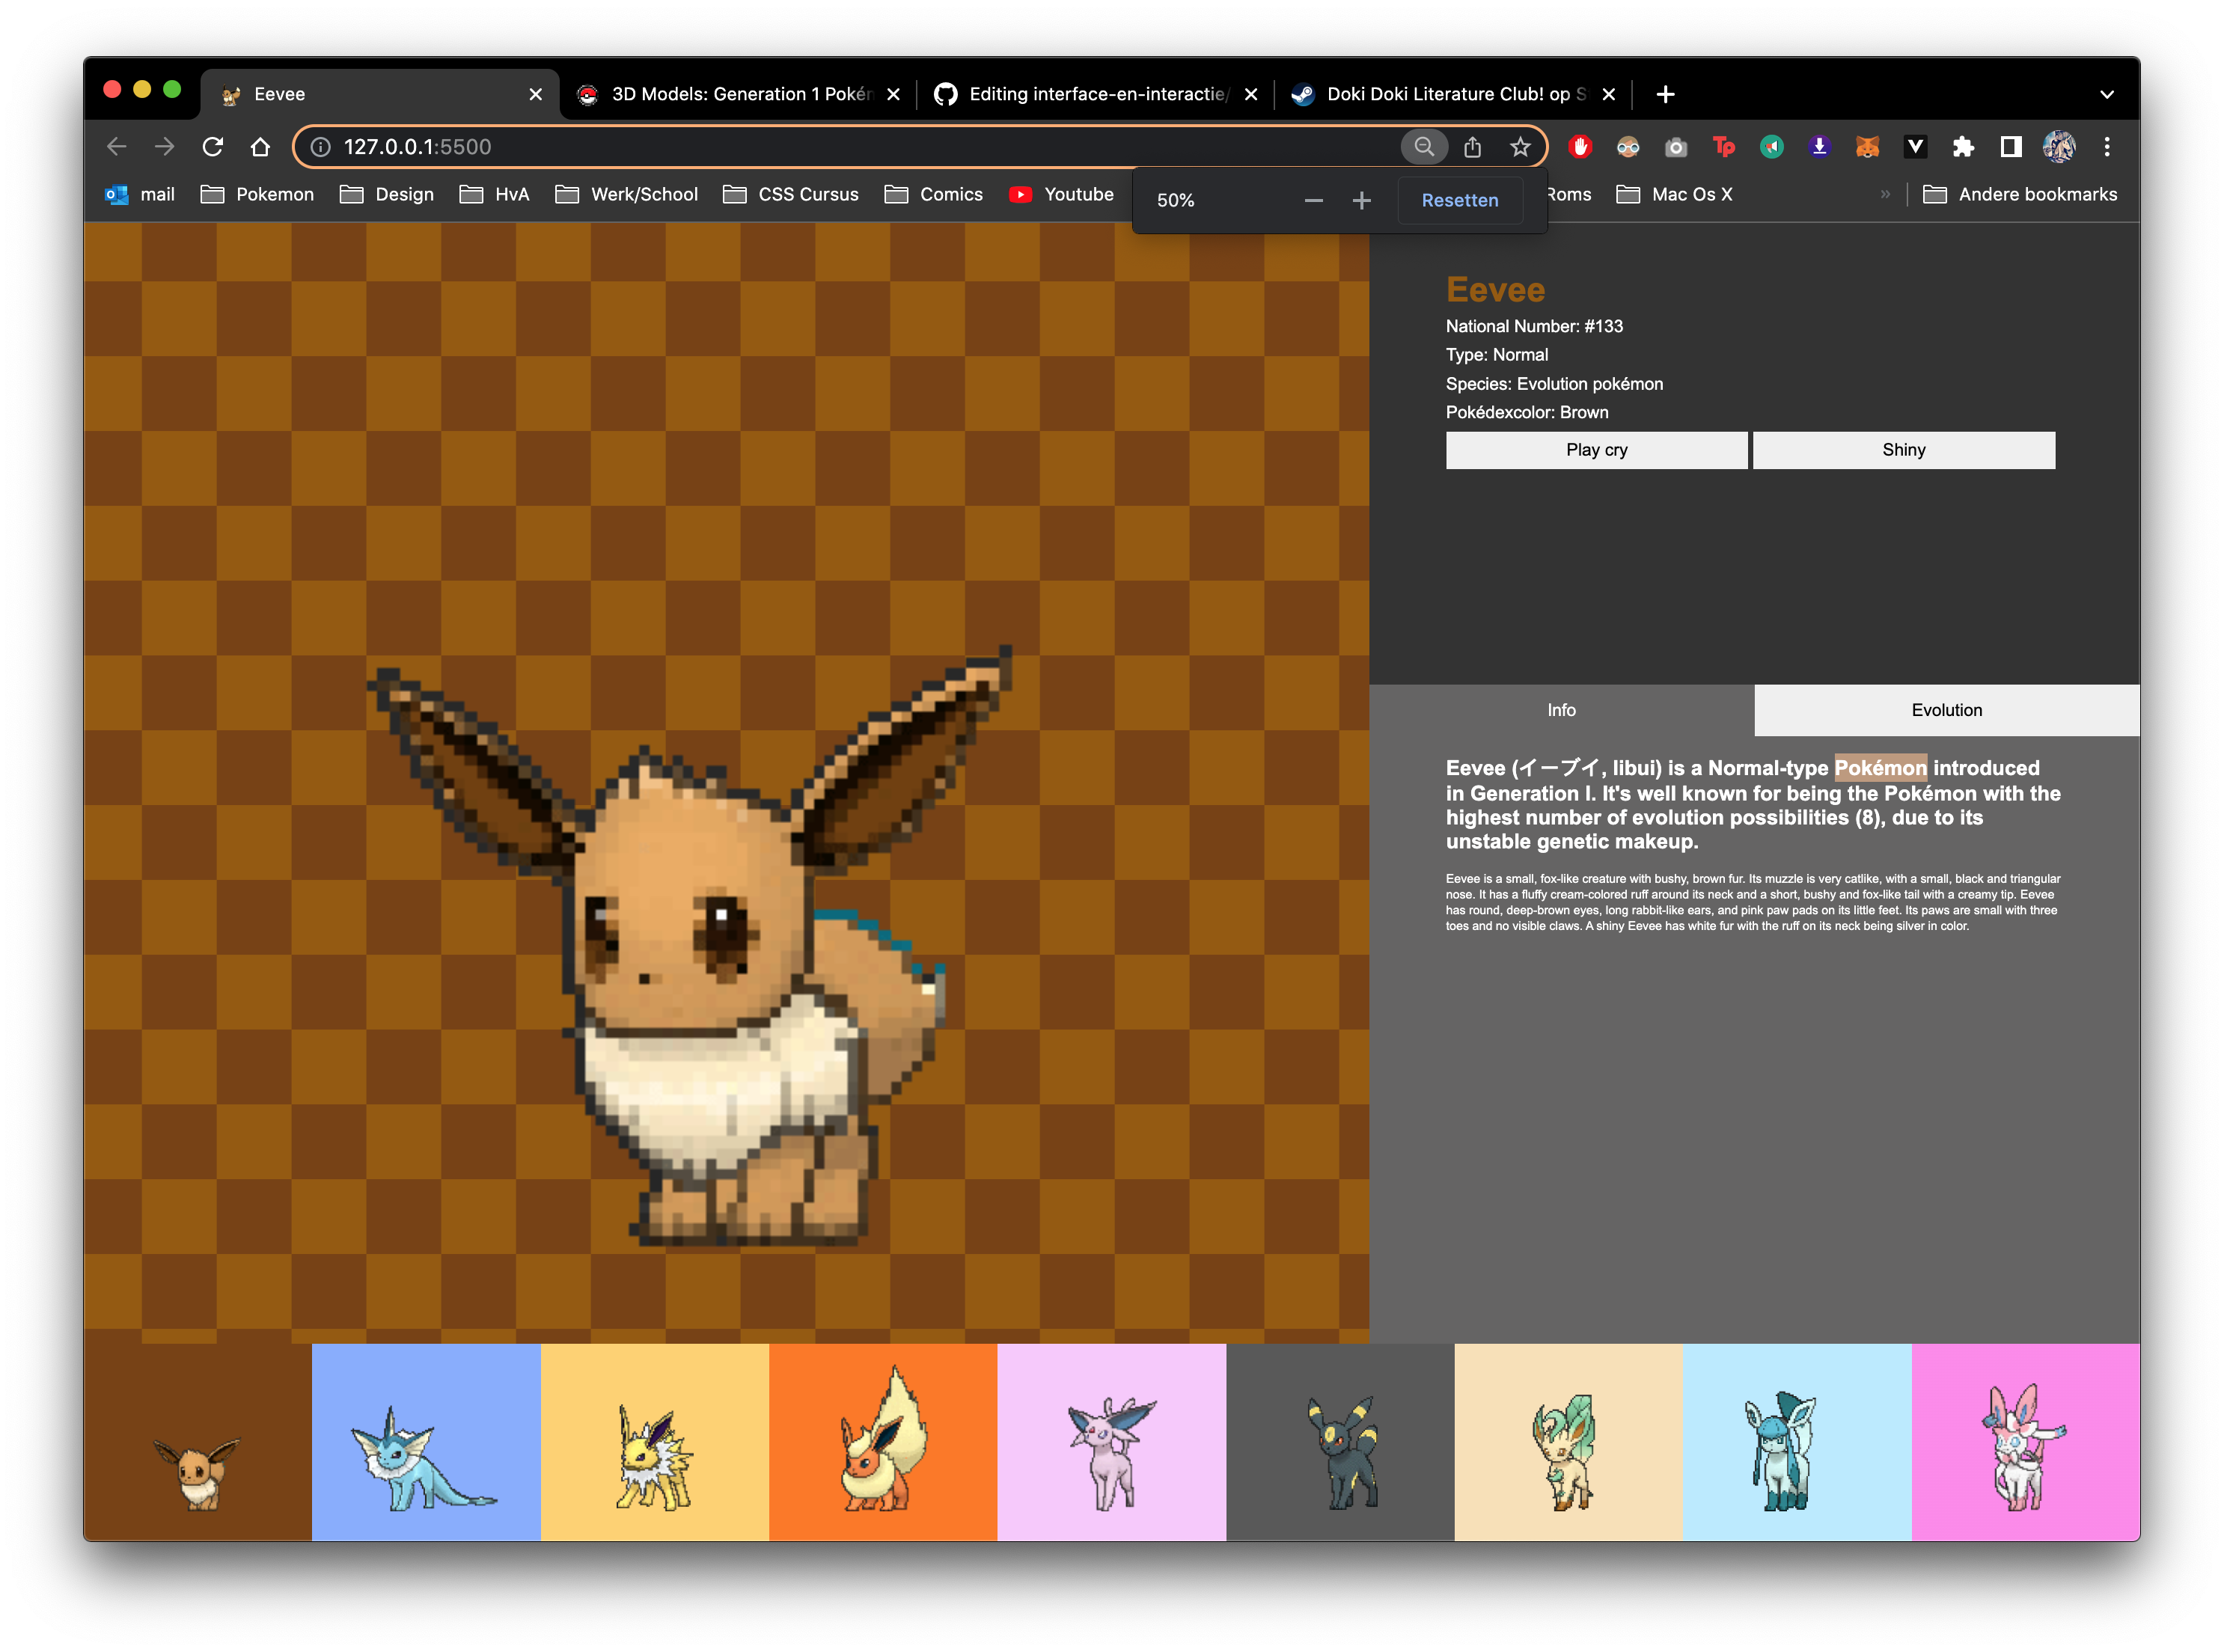 Eevee
3D Models: Generation 1 Pokém
Editing interface-en-interactie/
Doki Doki Literature Club! op S
127.0.0.1:5500
Tp
V
mail
Pokemon
Design
HvA
Werk/School
CSS Cursus
Comics
Youtube
50%
Resetten
Roms
Mac Os X
»
Andere bookmarks
Eevee
National Number: #133
Type: Normal
Species: Evolution pokémon
Pokédexcolor: Brown
Play cry
Shiny
Info
Evolution
Eevee (イーブイ, Iibui) is a Normal-type Pokémon introduced
in Generation I. It's well known for being the Pokémon with the
highest number of evolution possibilities (8), due to its
unstable genetic makeup.
Eevee is a small, fox-like creature with bushy, brown fur. Its muzzle is very catlike, with a small, black and triangular
nose. It has a fluffy cream-colored ruff around its neck and a short, bushy and fox-like tail with a creamy tip. Eevee
has round, deep-brown eyes, long rabbit-like ears, and pink paw pads on its little feet. Its paws are small with three
toes and no visible claws. A shiny Eevee has white fur with the ruff on its neck being silver in color.